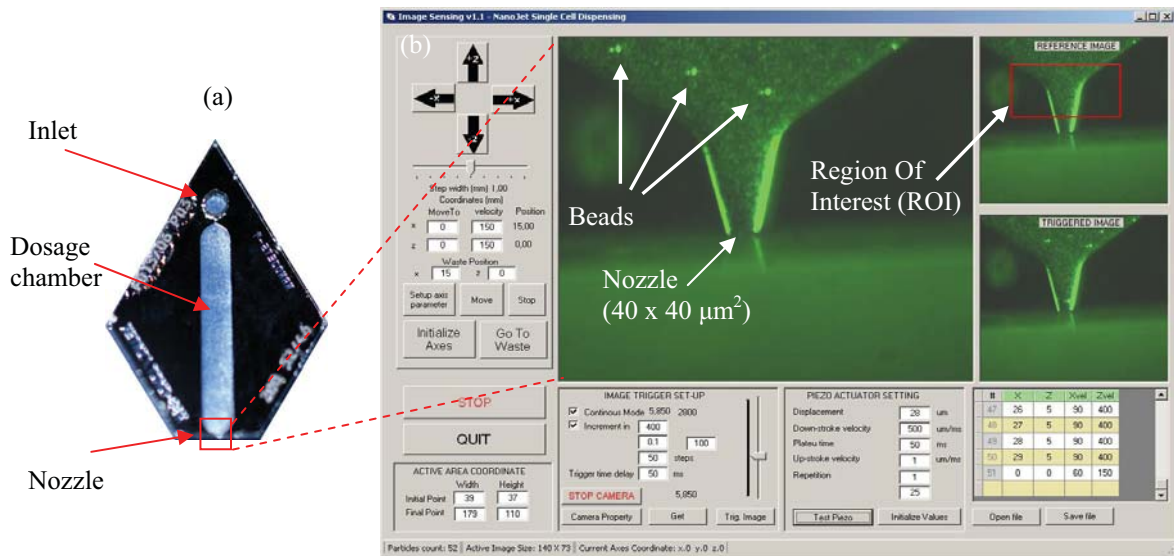 (a)
Inlet
Dosage
chamber
Nozzle
Image Sensing v1.1 - NanoJet Single Cell Dispensing
(b)
+Z
-X
+X
-Z
Step width (mm) 1,00
Coordinates (mm)
MoveTo velocity Position
x 0 150 15,00
z 0 150 0,00
Waste Position
x 15 z 0
Setup axis parameter Move Stop
Initialize Axes Go To Waste
STOP
QUIT
ACTIVE AREA COORDINATE
Width Height
Initial Point 39 37
Final Point 179 110
Beads
Nozzle
(40 x 40 μm²)
Region Of
Interest (ROI)
REFERENCE IMAGE
TRIGGERED IMAGE
IMAGE TRIGGER SET-UP
Continous Mode 5,850 2800
Increment in 400
0.1 100
50 steps
Trigger time delay 50 ms
STOP CAMERA 5,850
Camera Property Get Trig. Image
PIEZO ACTUATOR SETTING
Displacement 28 um
Down-stroke velocity 500 um/ms
Plateu time 50 ms
Up-stroke velocity 1 um/ms
Repetition 1
25
Test Piezo Initialize Values
# X Z Xvel Zvel
47 26 5 90 400
48 27 5 90 400
49 28 5 90 400
50 29 5 90 400
51 0 0 60 150
Open file Save file
Particles count: 52 Active Image Size: 140 X 73 Current Axes Coordinate: x.0 y.0 z.0